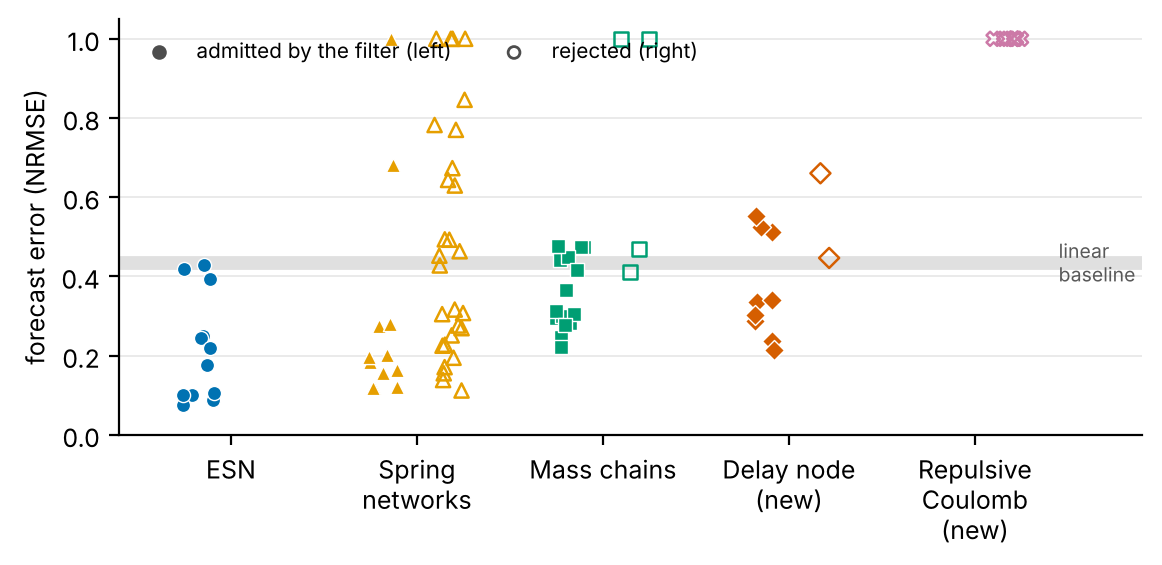 1.0
0.8
0.6
0.4
0.2
0.0
forecast error (NRMSE)
admitted by the filter (left)
rejected (right)
linear
baseline
ESN
Spring
networks
Mass chains
Delay node
(new)
Repulsive
Coulomb
(new)